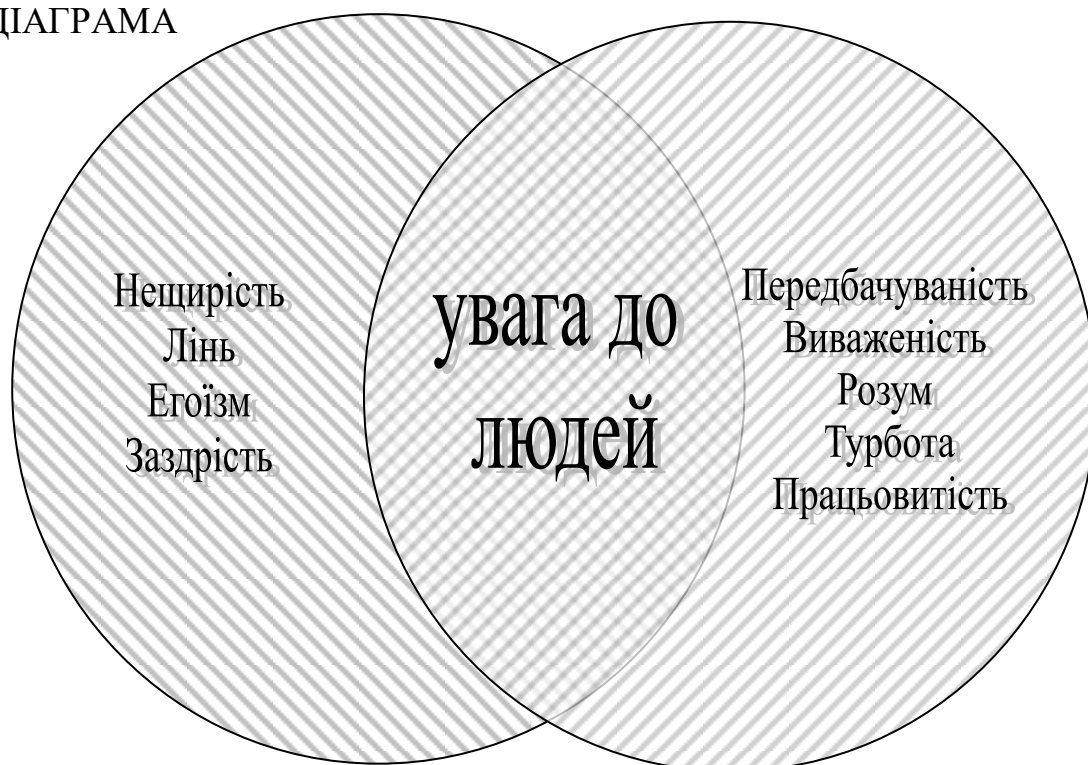 ДІАГРАМА
Нещирість
Лінь
Егоїзм
Заздрість
увага до
людей
Передбачуваність
Виваженість
Розум
Турбота
Працьовитість